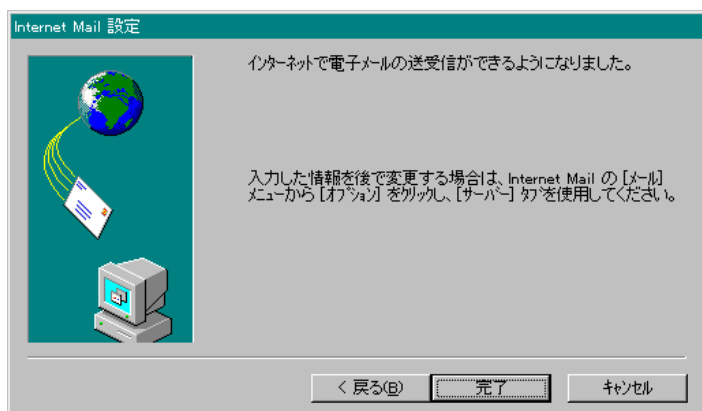 Internet Mail 設定
インターネットで電子メールの送受信ができるようになりました。
入力した情報を後で変更する場合は、Internet Mail の [メール]
メニューから [オプション] をクリックし、[サーバー] タブを使用してください。
< 戻る(B)
完了
キャンセル